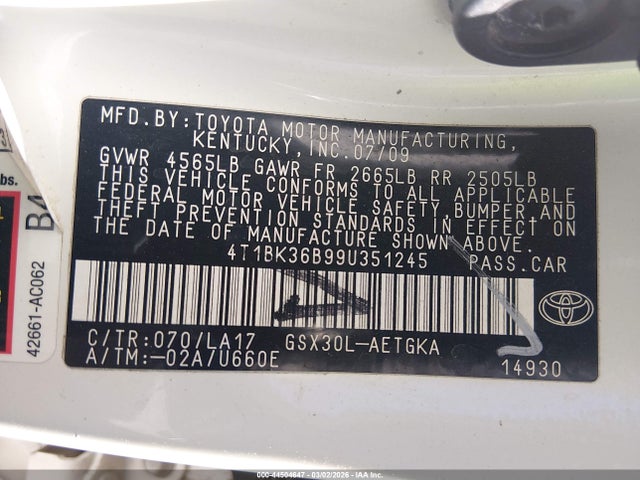 MFD.BY:TOYOTA MOTOR MANUFACTURING,
KENTUCKY, INC.07/09
GVWR 4565LB GAWR FR 2665LB RR 2505LB
THIS VEHICLE CONFORMS TO ALL APPLICABLE
FEDERAL MOTOR VEHICLE SAFETY,BUMPER,AND
THEFT PREVENTION STANDARDS IN EFFECT ON
THE DATE OF MANUFACTURE SHOWN ABOVE.
4T1BK36B99U351245 PASS.CAR
C/TR:070/LA17 GSX30L-AETGKA
A/TM:-02A/U660E 14930
TOYOTA
lbs.
B4
42661-AC062
000 - 44504647 - 03/02/2026 - IAA Inc.